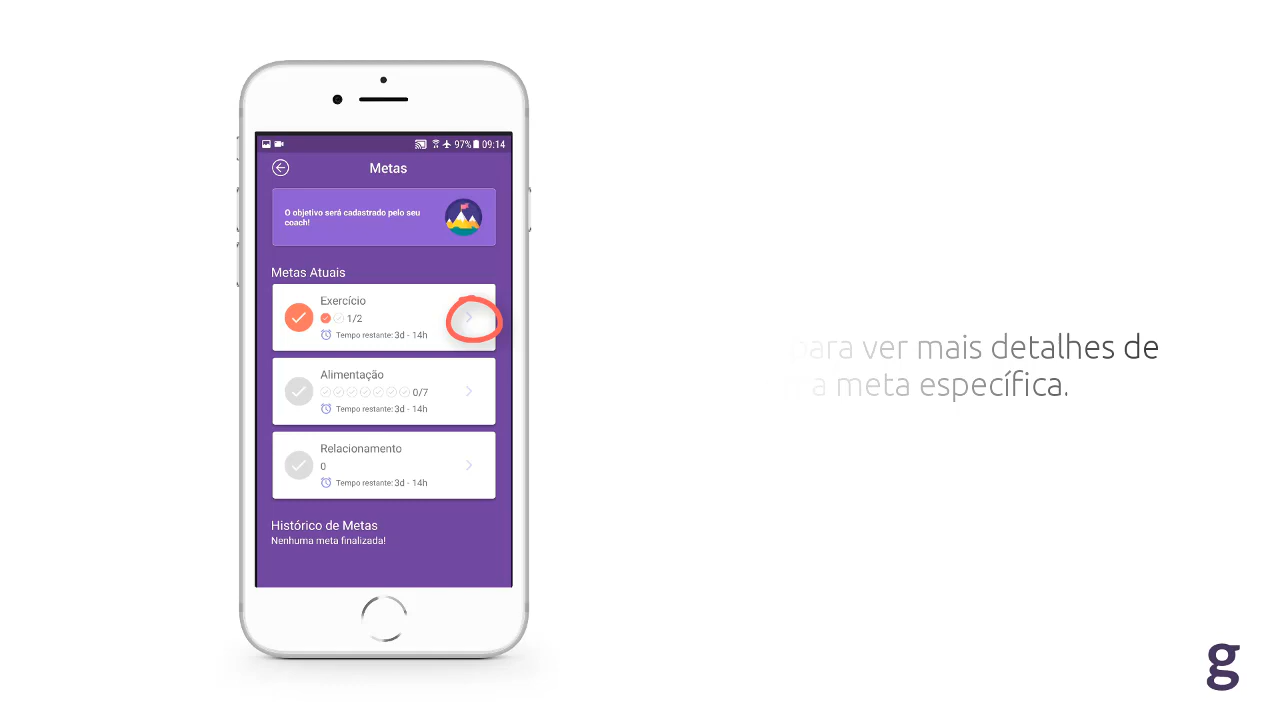 97% 09:14
Metas
O objetivo será cadastrado pelo seu
coach!
Metas Atuais
Exercício
1/2
Tempo restante: 3d - 14h
Alimentação
0/7
Tempo restante: 3d - 14h
Relacionamento
0
Tempo restante: 3d - 14h
Histórico de Metas
Nenhuma meta finalizada!
para ver mais detalhes de
meta específica.
g